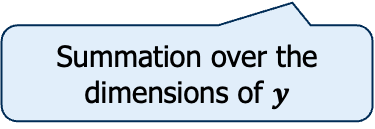 Summation over the
dimensions of y